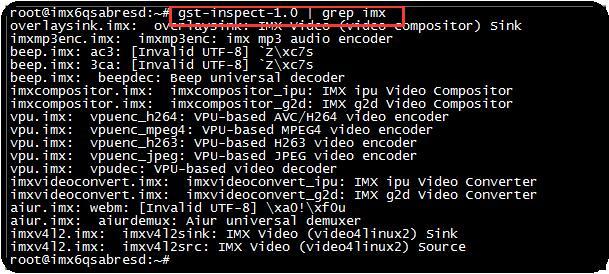 root@imx6qsabresd:~# gst-inspect-1.0 | grep imx
overlaysink.imx:  overlaysink: IMX Video (video compositor) Sink
imxmp3enc.imx:  imxmp3enc: imx mp3 audio encoder
beep.imx: ac3: [Invalid UTF-8] `Z\xc7s
beep.imx: 3ca: [Invalid UTF-8] `Z\xc7s
beep.imx:  beepdec: Beep universal decoder
imxcompositor.imx:  imxcompositor_ipu: IMX ipu Video Compositor
imxcompositor.imx:  imxcompositor_g2d: IMX g2d Video Compositor
vpu.imx:  vpuenc_h264: VPU-based AVC/H264 video encoder
vpu.imx:  vpuenc_mpeg4: VPU-based MPEG4 video encoder
vpu.imx:  vpuenc_h263: VPU-based H263 video encoder
vpu.imx:  vpuenc_jpeg: VPU-based JPEG video encoder
vpu.imx:  vpudec: VPU-based video decoder
imxvideoconvert.imx:  imxvideoconvert_ipu: IMX ipu Video Converter
imxvideoconvert.imx:  imxvideoconvert_g2d: IMX g2d Video Converter
aiur.imx: webm: [Invalid UTF-8] \xa0!\xf0u
aiur.imx:  aiurdemux: Aiur universal demuxer
imxv4l2.imx:  imxv4l2sink: IMX Video (video4linux2) Sink
imxv4l2.imx:  imxv4l2src: IMX Video (video4linux2) Source
root@imx6qsabresd:~#